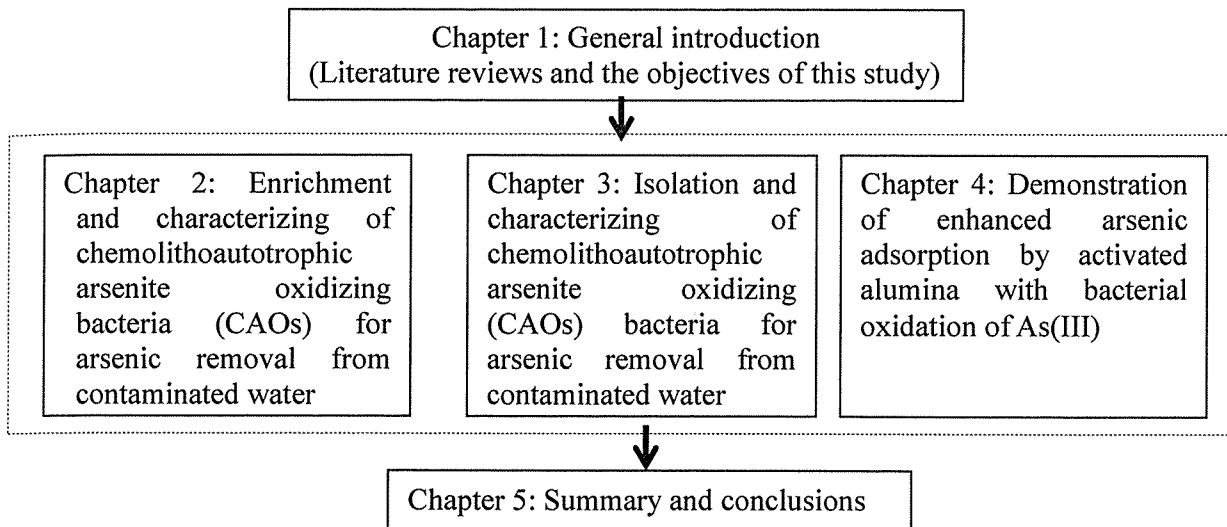 Chapter 1: General introduction
(Literature reviews and the objectives of this study)
Chapter 2: Enrichment
and characterizing of
chemolithoautotrophic
arsenite oxidizing
bacteria (CAOs) for
arsenic removal from
contaminated water
Chapter 3: Isolation and
characterizing of
chemolithoautotrophic
arsenite oxidizing
(CAOs) bacteria for
arsenic removal from
contaminated water
Chapter 4: Demonstration
of enhanced arsenic
adsorption by activated
alumina with bacterial
oxidation of As(III)
Chapter 5: Summary and conclusions